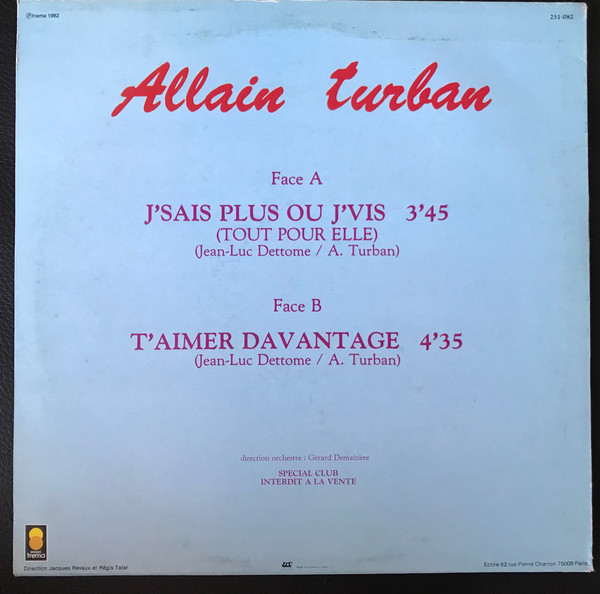 ℗trema 1982
251 082
Allain Turban
Face A
J'SAIS PLUS OU J'VIS 3'45
(TOUT POUR ELLE)
(Jean-Luc Dettome / A. Turban)
Face B
T'AIMER DAVANTAGE 4'35
(Jean-Luc Dettome / A. Turban)
direction orchestre : Gérard Demaizière
SPECIAL CLUB
INTERDIT A LA VENTE
trema
Direction Jacques Revaux et Régis Talar
Ecrire 62 rue Pierre Charron 75008 Paris